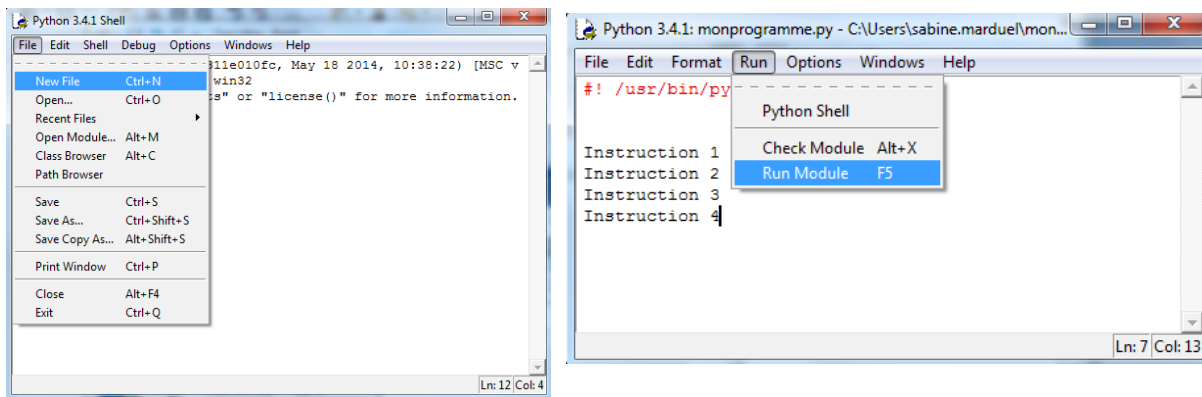 Python 3.4.1 Shell
File Edit Shell Debug Options Windows Help
311e010fc, May 18 2014, 10:38:22) [MSC v
win32
ts" or "license()" for more information.
New File Ctrl+N
Open... Ctrl+O
Recent Files
Open Module... Alt+M
Class Browser Alt+C
Path Browser
Save Ctrl+S
Save As... Ctrl+Shift+S
Save Copy As... Alt+Shift+S
Print Window Ctrl+P
Close Alt+F4
Exit Ctrl+Q
Ln: 12 Col: 4
Python 3.4.1: monprogramme.py - C:\Users\sabine.marduel\mon...
File Edit Format Run Options Windows Help
#! /usr/bin/py
Python Shell
Check Module Alt+X
Run Module F5
Instruction 1
Instruction 2
Instruction 3
Instruction 4
Ln: 7 Col: 13